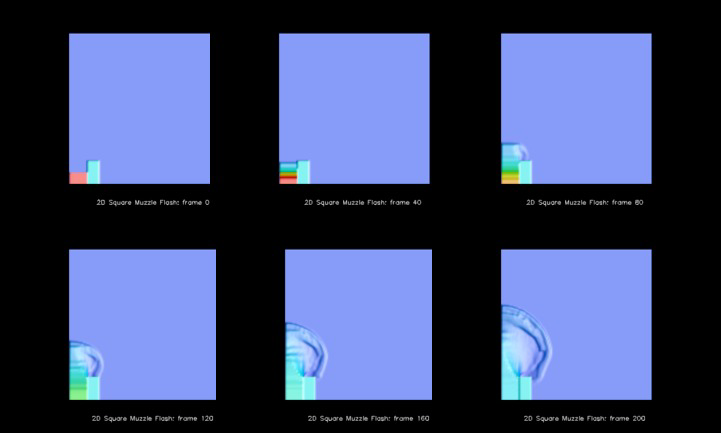 2D Square Muzzle Flash: frame 0
2D Square Muzzle Flash: frame 40
2D Square Muzzle Flash: frame 80
2D Square Muzzle Flash: frame 120
2D Square Muzzle Flash: frame 160
2D Square Muzzle Flash: frame 200